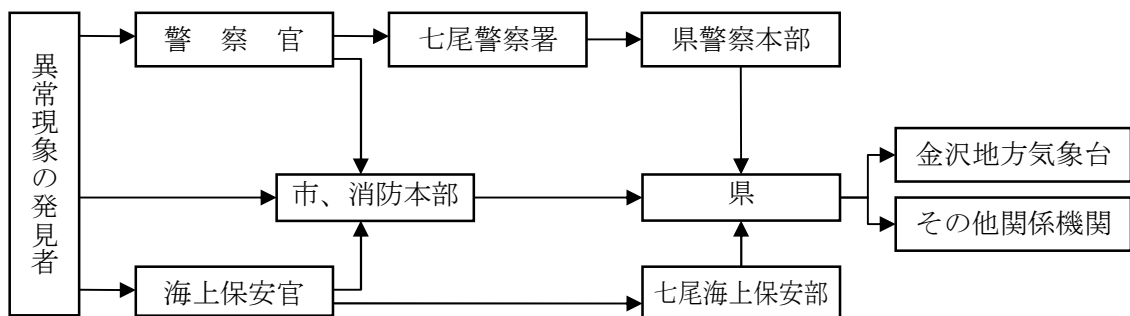 異常現象の発見者
警察官
七尾警察署
県警察本部
市、消防本部
県
金沢地方気象台
その他関係機関
海上保安官
七尾海上保安部